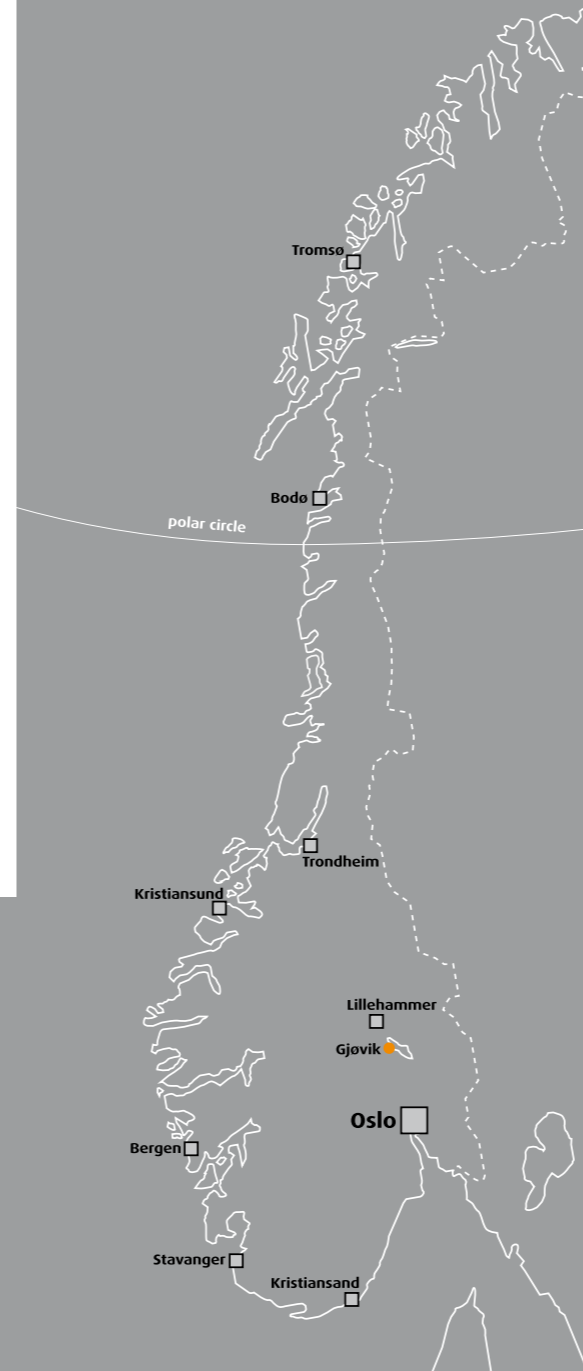 Tromsø
Bodø
polar circle
Trondheim
Kristiansund
Lillehammer
Gjøvik
Oslo
Bergen
Stavanger
Kristiansand